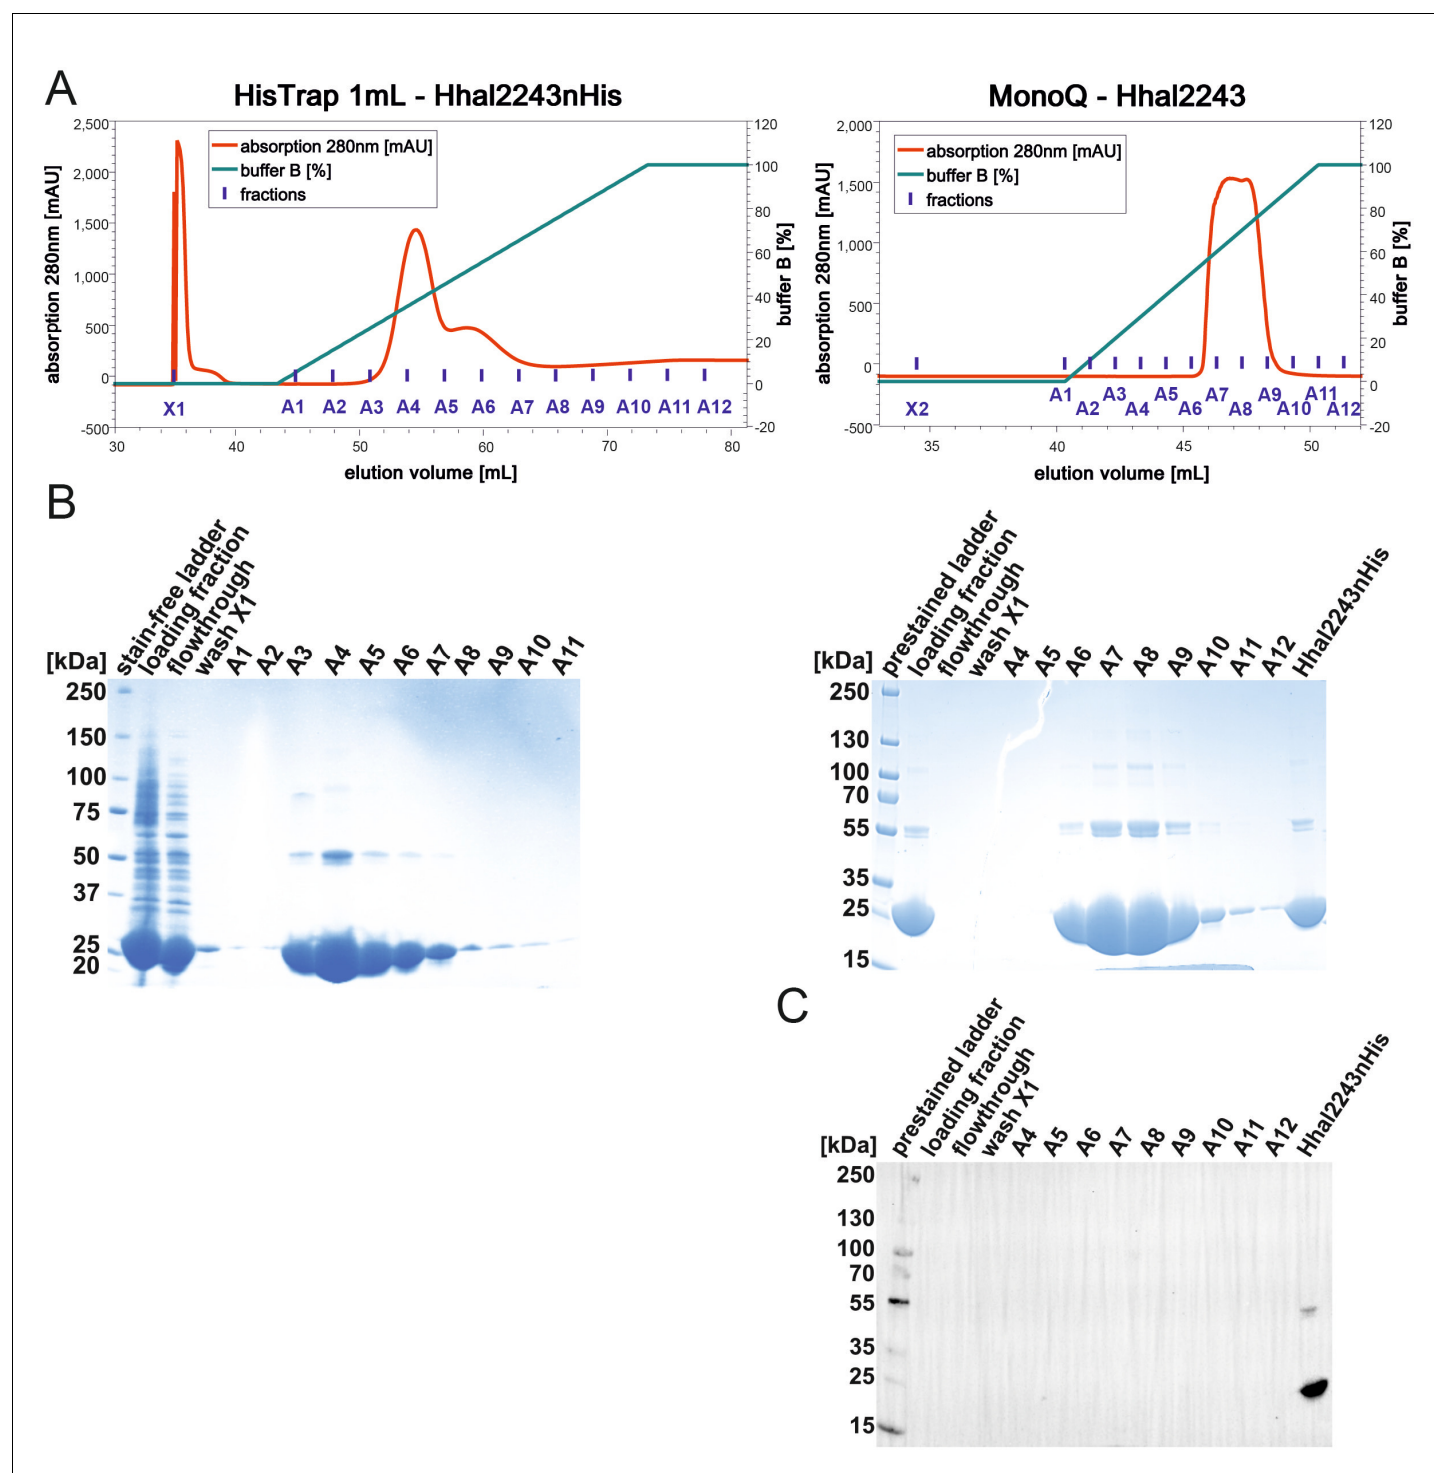 A
HisTrap 1mL - Hhal2243nHis
2,500
2,000
1,500
1,000
500
0
-500
absorption 280nm [mAU]
absorption 280nm [mAU]
buffer B [%]
fractions
120
100
80
60
40
20
0
-20
buffer B [%]
X1
A1
A2
A3
A4
A5
A6
A7
A8
A9
A10
A11
A12
30
40
50
60
70
80
elution volume [mL]
MonoQ - Hhal2243
2,000
1,500
1,000
500
0
-500
absorption 280nm [mAU]
absorption 280nm [mAU]
buffer B [%]
fractions
120
100
80
60
40
20
0
-20
buffer B [%]
X2
A1
A2
A3
A4
A5
A6
A7
A8
A9
A10
A11
A12
35
40
45
50
elution volume [mL]
B
[kDa]
stain-free ladder
loading fraction
flowthrough
wash X1
A1
A2
A3
A4
A5
A6
A7
A8
A9
A10
A11
250
150
100
75
50
37
25
20
[kDa]
prestained ladder
loading fraction
flowthrough
wash X1
A4
A5
A6
A7
A8
A9
A10
A11
A12
Hhal2243nHis
250
130
100
70
55
35
25
15
C
[kDa]
prestained ladder
loading fraction
flowthrough
wash X1
A4
A5
A6
A7
A8
A9
A10
A11
A12
Hhal2243nHis
250
130
100
70
55
35
25
15